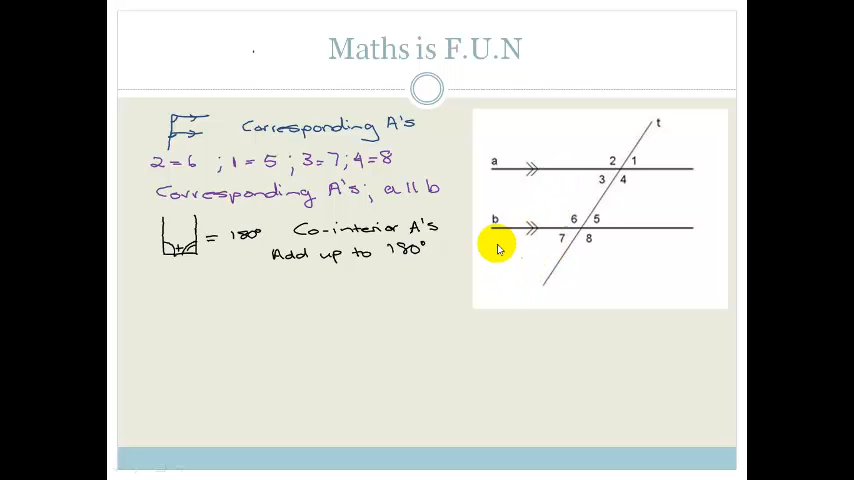 Maths is F.U.N
Corresponding A's
2=6 ; 1=5 ; 3=7; 4=8
Corresponding A's; a ll b
+ = 180° Co-interior A's
Add up to 180°
t
a
2 1
3 4
b
6 5
7 8